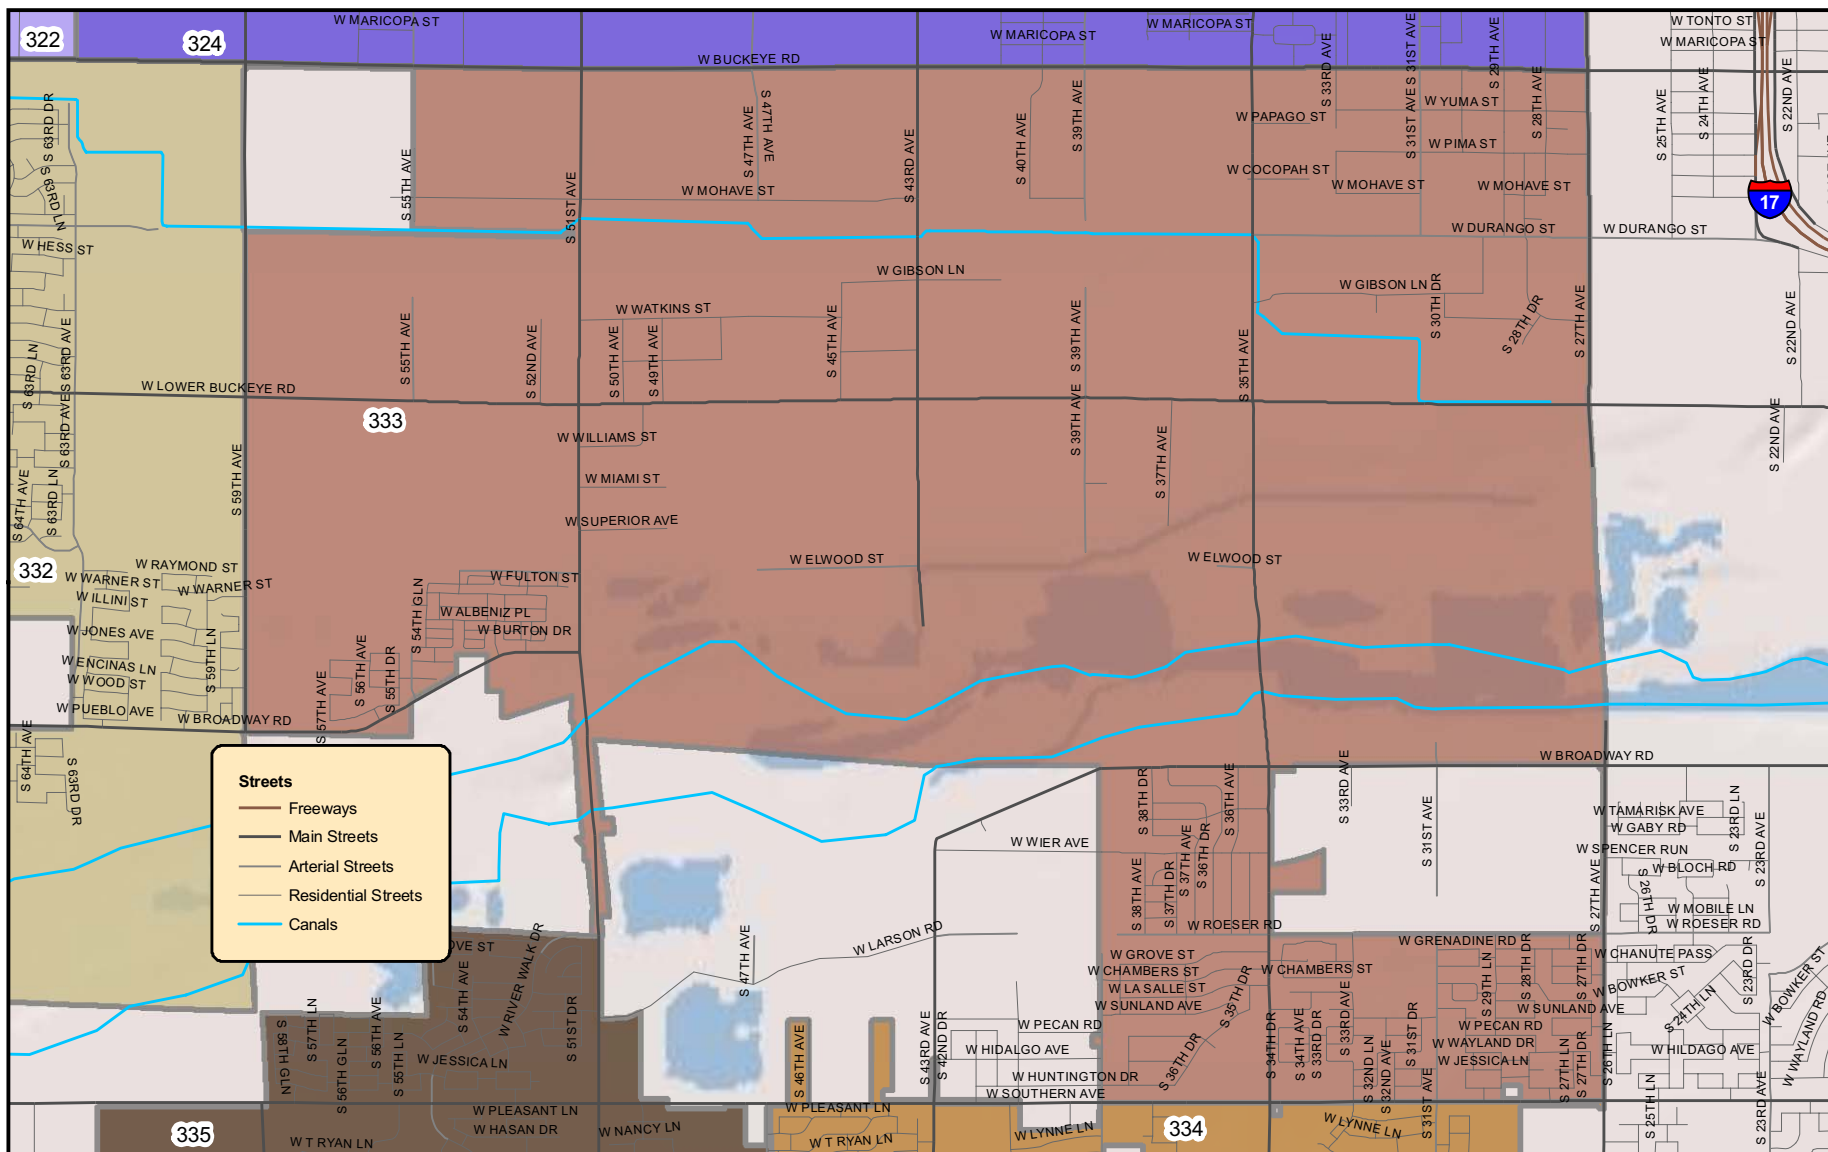 W MARICOPA ST
W MARICOPA ST
W MARICOPA ST
W TONTO ST
W MARICOPA ST
322
324
W BUCKEYE RD
S 33RD AVE
S 31ST AVE
S 29TH AVE
S 28TH AVE
S 22ND AVE
S 24TH AVE
S 25TH AVE
S 63RD DR
S 63RD LN
S 47TH AVE
S 47TH AVE
S 40TH AVE
S 39TH AVE
W PAPAGO ST
S 31ST AVE
W YUMA ST
W PIMA ST
S 55TH AVE
S 51ST AVE
S 43RD AVE
W MOHAVE ST
W COCOPAH ST
W MOHAVE ST
W MOHAVE ST
17
W HESS ST
W DURANGO ST
W DURANGO ST
W GIBSON LN
W GIBSON LN
W WATKINS ST
S 63RD LN
S 63RD AVE
S 55TH AVE
S 52ND AVE
S 50TH AVE
S 49TH AVE
S 45TH AVE
S 39TH AVE
S 35TH AVE
S 30TH DR
S 28TH DR
S 27TH AVE
S 22ND AVE
W LOWER BUCKEYE RD
333
S 63RD AVE
S 59TH AVE
S 64TH AVE
S 63RD LN
W WILLIAMS ST
W MIAMI ST
W SUPERIOR AVE
S 39TH AVE
S 37TH AVE
S 22ND AVE
W ELWOOD ST
W ELWOOD ST
332
W RAYMOND ST
W WARNER ST
W WARNER ST
W ILLINI ST
W JONES AVE
W ENCINAS LN
W WOOD ST
W PUEBLO AVE
S 59TH LN
W BROADWAY RD
W FULTON ST
S 54TH GLN
W ALBENIZ PL
W BURTON DR
S 57TH AVE
S 56TH AVE
S 55TH DR
S 64TH AVE
S 63RD DR
W BROADWAY RD
Streets
Freeways
Main Streets
Arterial Streets
Residential Streets
Canals
S 38TH DR
S 36TH AVE
S 33RD AVE
S 31ST AVE
W WIER AVE
S 38TH AVE
S 37TH DR
S 37TH AVE
S 36TH DR
W TAMARISK AVE
W GABY RD
S 23RD LN
S 23RD AVE
W SPENCER RUN
W BLOCH RD
S 27TH AVE
S 26TH DR
W MOBILE LN
W ROESER RD
W ROESER RD
W LARSON RD
S 47TH AVE
OVE ST
S 54TH AVE
W RIVER WALK DR
S 51ST DR
W GROVE ST
W CHAMBERS ST
W LA SALLE ST
W SUNLAND AVE
S 35TH DR
W CHAMBERS ST
W GRENADINE RD
S 29TH LN
S 28TH DR
S 27TH DR
W SUNLAND AVE
W CHANUTE PASS
W BOWKER ST
S 24TH LN
S 23RD DR
W BOWKER ST
W WAYLAND RD
S 58TH GLN
S 57TH LN
S 56TH GLN
S 56TH AVE
S 55TH LN
W JESSICA LN
S 46TH AVE
S 43RD AVE
S 42ND DR
W PECAN RD
W HIDALGO AVE
W HUNTINGTON DR
W SOUTHERN AVE
S 36TH DR
S 34TH DR
S 34TH AVE
S 33RD DR
S 33RD AVE
S 32ND LN
S 32ND AVE
S 31ST DR
S 31ST AVE
W PECAN RD
W WAYLAND DR
W JESSICA LN
S 27TH LN
S 27TH DR
S 26TH LN
W HILDAGO AVE
S 25TH LN
S 23RD AVE
W PLEASANT LN
W HASAN DR
W NANCY LN
W PLEASANT LN
W T RYAN LN
W T RYAN LN
W LYNNE LN
W LYNNE LN
335
334